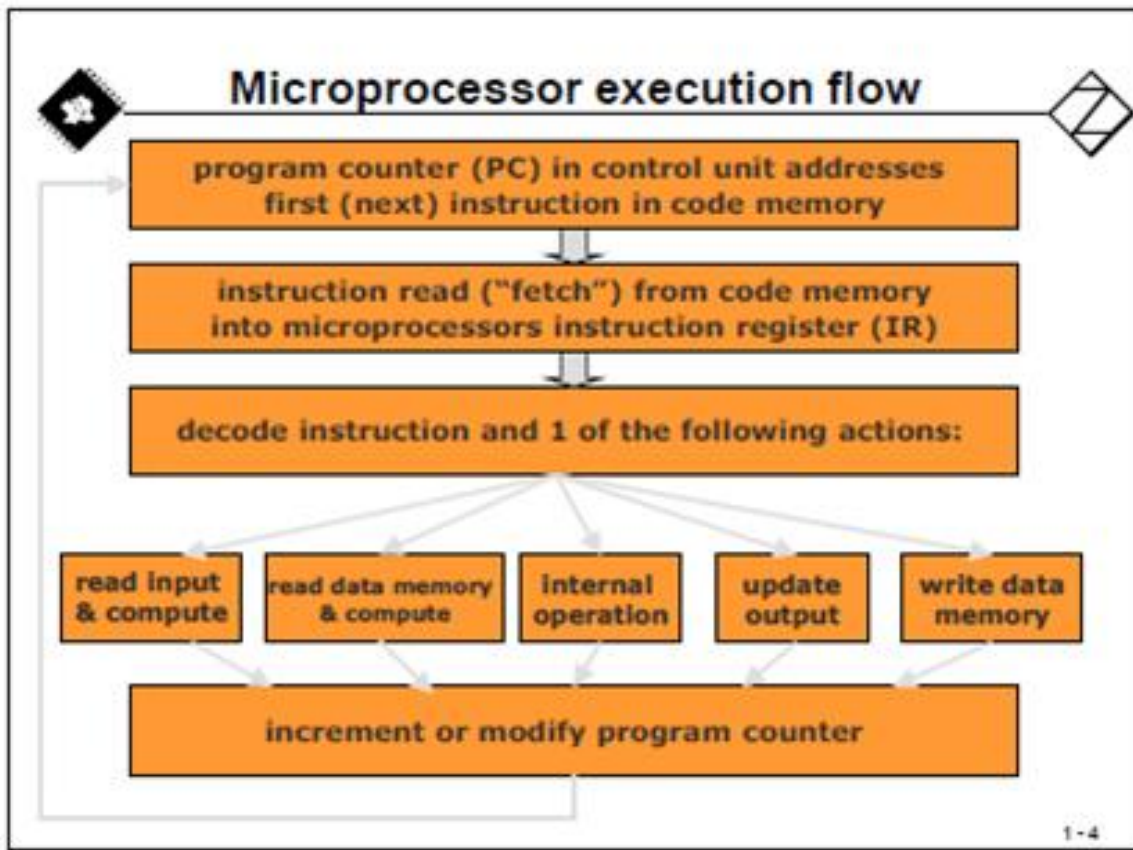 Microprocessor execution flow
program counter (PC) in control unit addresses
first (next) instruction in code memory
instruction read (“fetch”) from code memory
into microprocessors instruction register (IR)
decode instruction and 1 of the following actions:
read input
& compute
read data memory
& compute
internal
operation
update
output
write data
memory
increment or modify program counter
1 - 4